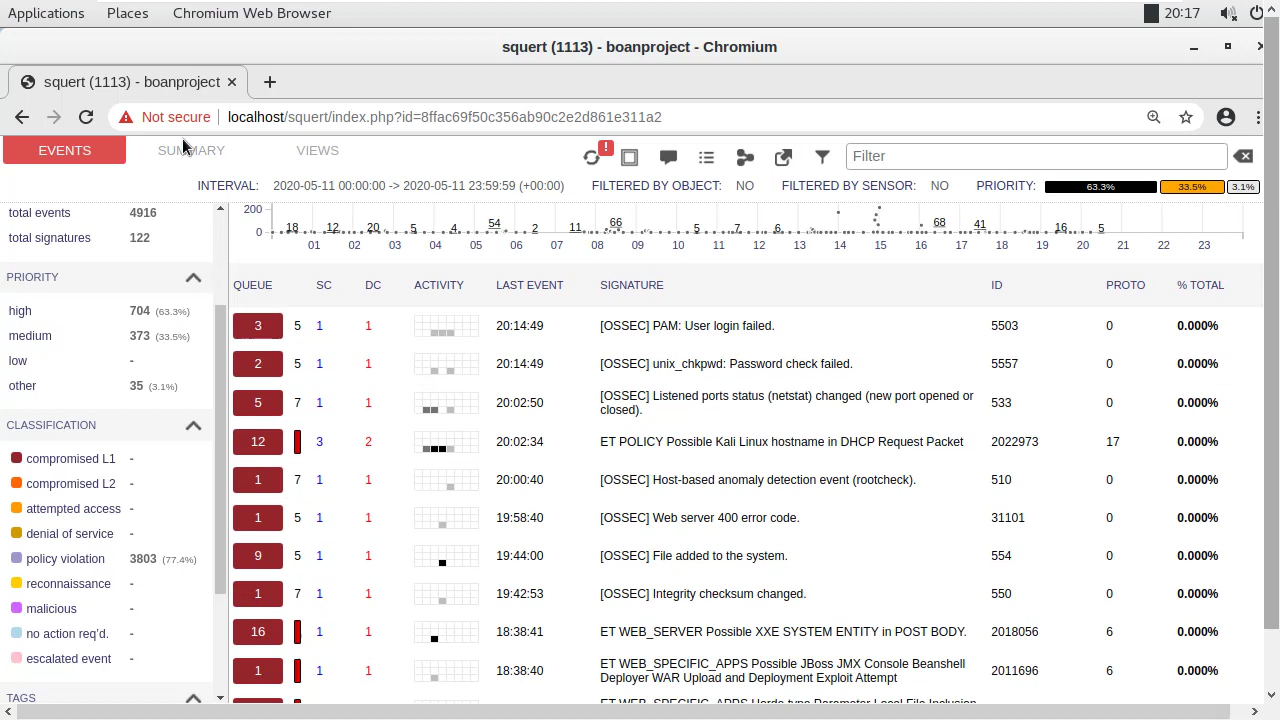 Applications Places Chromium Web Browser 20:17
squert (1113) - boanproject - Chromium
squert (1113) - boanproject
Not secure localhost/squert/index.php?id=8ffac69f50c356ab90c2e2d861e311a2
EVENTS SUMMARY VIEWS ! Filter
INTERVAL: 2020-05-11 00:00:00 -> 2020-05-11 23:59:59 (+00:00) FILTERED BY OBJECT: NO FILTERED BY SENSOR: NO PRIORITY: 63.3% 33.5% 3.1%
total events 4916
total signatures 122
PRIORITY
high 704 (63.3%)
medium 373 (33.5%)
low -
other 35 (3.1%)
CLASSIFICATION
compromised L1 -
compromised L2 -
attempted access -
denial of service -
policy violation 3803 (77.4%)
reconnaissance -
malicious -
no action req'd. -
escalated event -
TAGS
200
0
18 12 20 5 4 54 2 11 66 5 7 6 68 41 16 5
01 02 03 04 05 06 07 08 09 10 11 12 13 14 15 16 17 18 19 20 21 22 23
QUEUE SC DC ACTIVITY LAST EVENT SIGNATURE ID PROTO % TOTAL
3 5 1 1 20:14:49 [OSSEC] PAM: User login failed. 5503 0 0.000%
2 5 1 1 20:14:49 [OSSEC] unix_chkpwd: Password check failed. 5557 0 0.000%
5 7 1 1 20:02:50 [OSSEC] Listened ports status (netstat) changed (new port opened or 533 0 0.000%
closed).
12 3 2 20:02:34 ET POLICY Possible Kali Linux hostname in DHCP Request Packet 2022973 17 0.000%
1 7 1 1 20:00:40 [OSSEC] Host-based anomaly detection event (rootcheck). 510 0 0.000%
1 5 1 1 19:58:40 [OSSEC] Web server 400 error code. 31101 0 0.000%
9 5 1 1 19:44:00 [OSSEC] File added to the system. 554 0 0.000%
1 7 1 1 19:42:53 [OSSEC] Integrity checksum changed. 550 0 0.000%
16 1 1 18:38:41 ET WEB_SERVER Possible XXE SYSTEM ENTITY in POST BODY. 2018056 6 0.000%
1 1 1 18:38:40 ET WEB_SPECIFIC_APPS Possible JBoss JMX Console Beanshell 2011696 6 0.000%
Deployer WAR Upload and Deployment Exploit Attempt